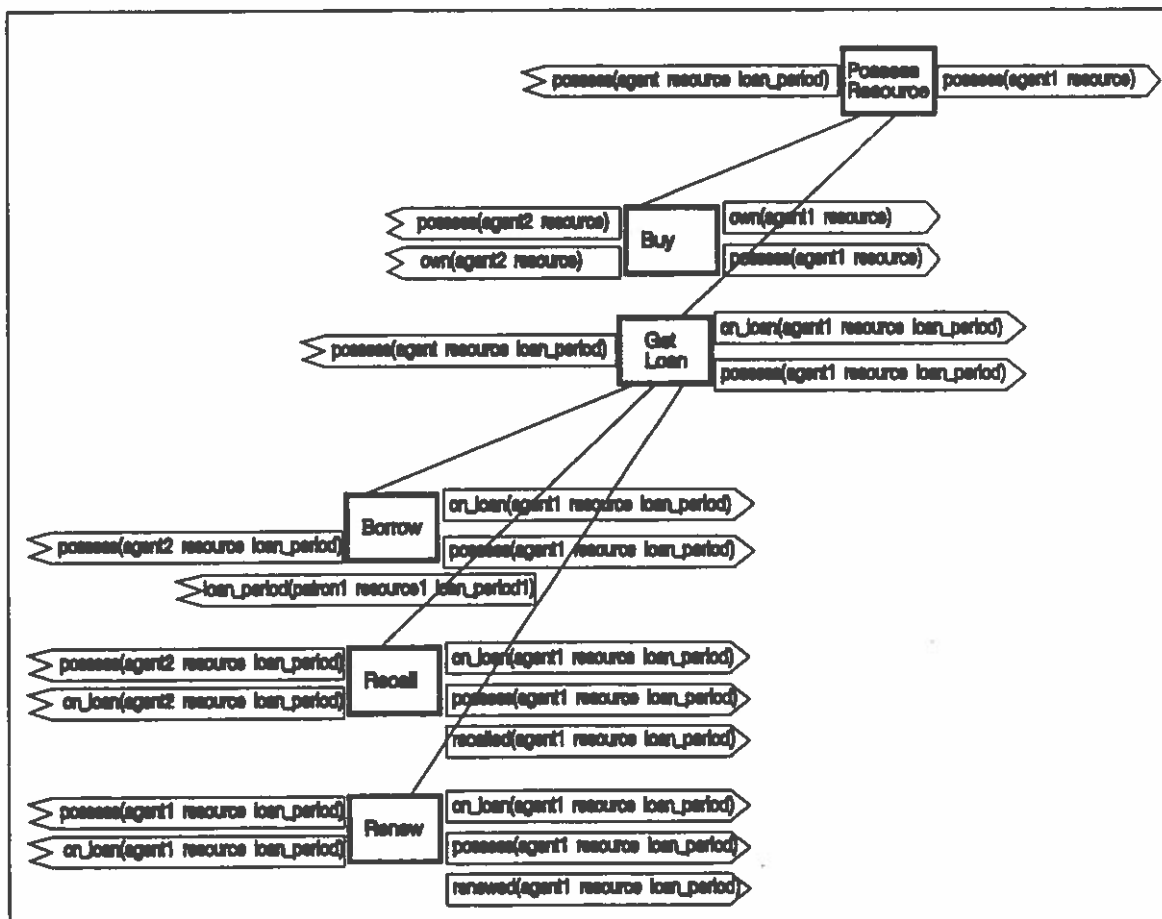 possess(agent resource loan_period)
Possess
Resource
possess(agent1 resource)
possess(agent2 resource)
own(agent2 resource)
Buy
own(agent1 resource)
possess(agent1 resource)
possess(agent resource loan_period)
Get
Loan
on_loan(agent1 resource loan_period)
possess(agent1 resource loan_period)
possess(agent2 resource loan_period)
loan_period(patron1 resource1 loan_period1)
Borrow
on_loan(agent1 resource loan_period)
possess(agent1 resource loan_period)
possess(agent2 resource loan_period)
on_loan(agent2 resource loan_period)
Recall
on_loan(agent1 resource loan_period)
possess(agent1 resource loan_period)
recalled(agent1 resource loan_period)
possess(agent1 resource loan_period)
on_loan(agent1 resource loan_period)
Renew
on_loan(agent1 resource loan_period)
possess(agent1 resource loan_period)
renewed(agent1 resource loan_period)